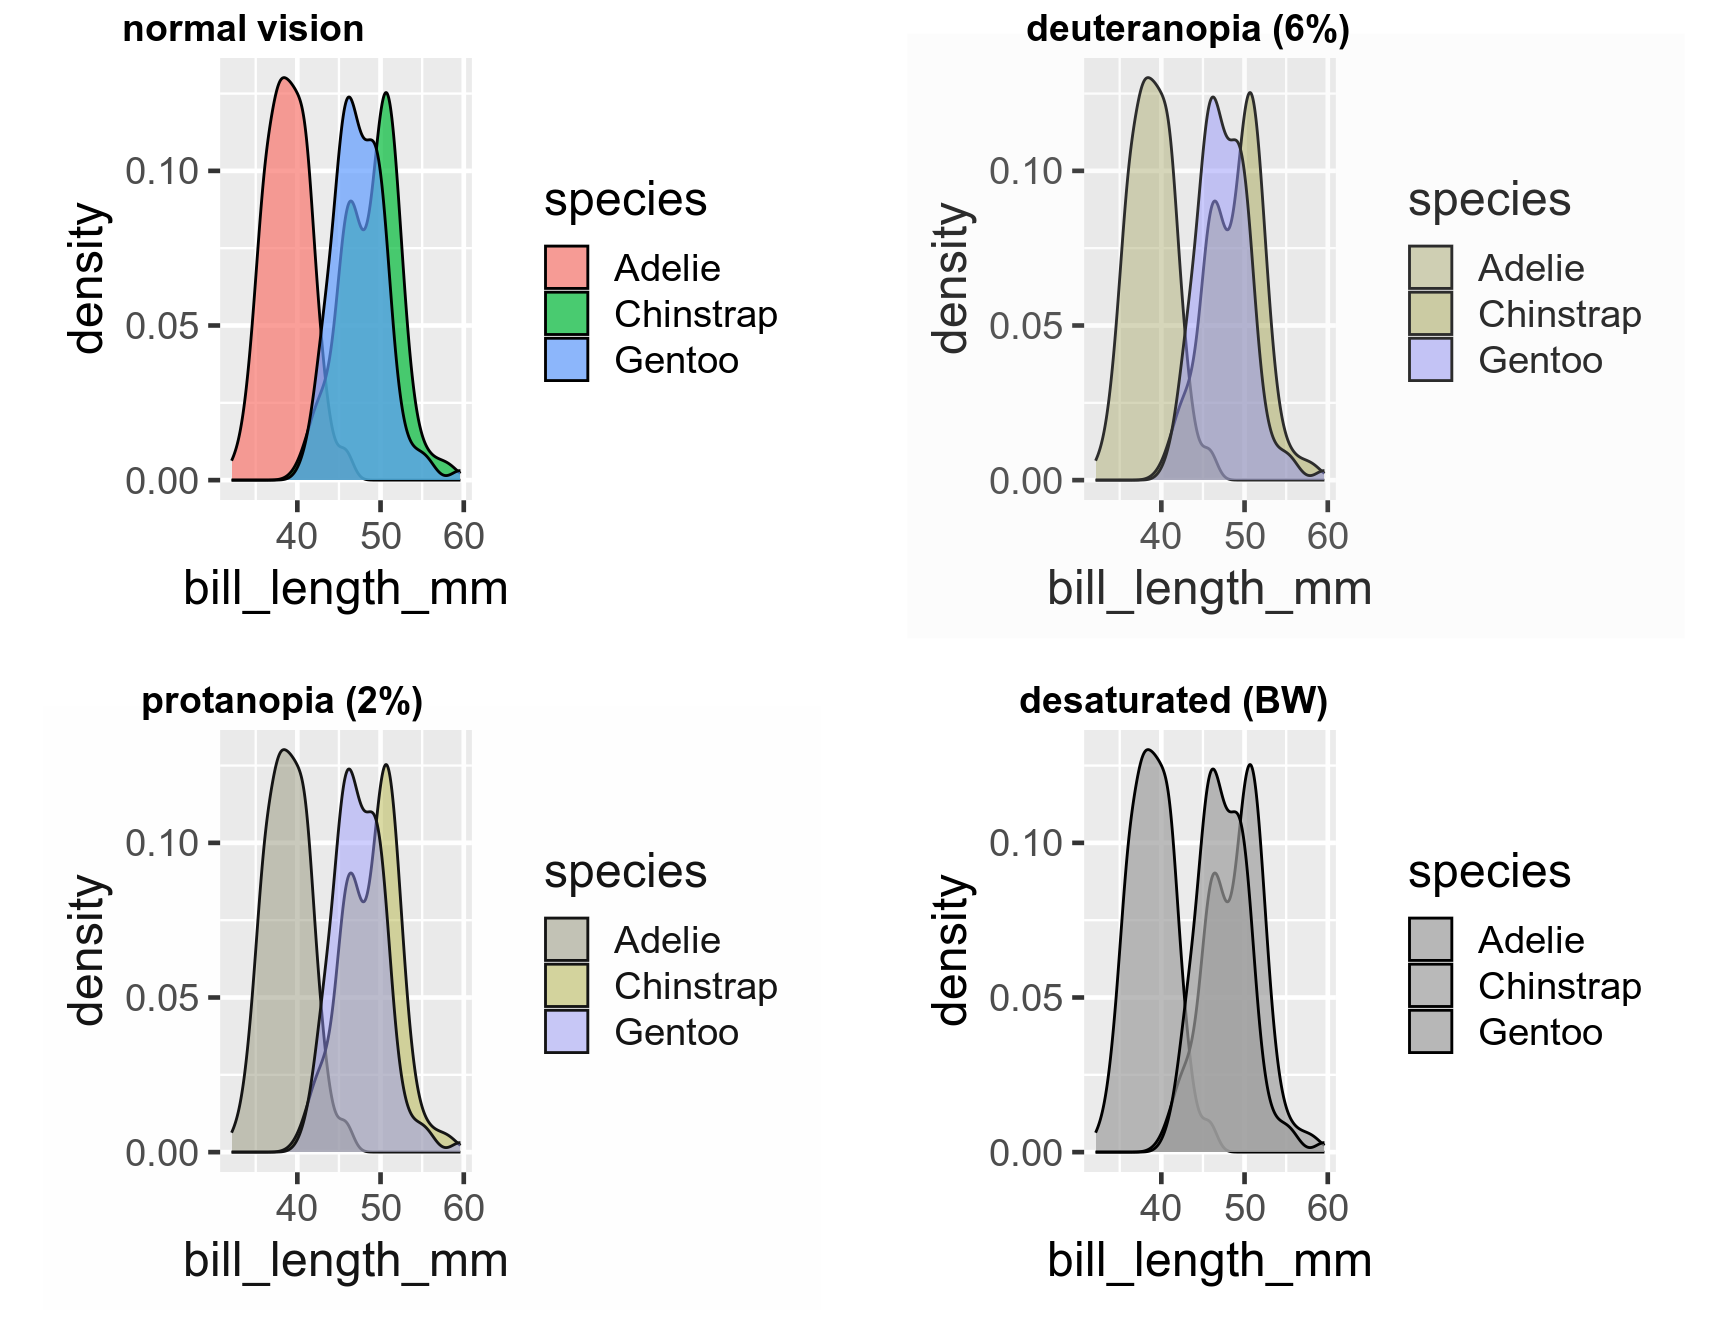 normal vision
density
0.10
0.05
0.00
40 50 60
bill_length_mm
species
Adelie
Chinstrap
Gentoo
deuteranopia (6%)
density
0.10
0.05
0.00
40 50 60
bill_length_mm
species
Adelie
Chinstrap
Gentoo
protanopia (2%)
density
0.10
0.05
0.00
40 50 60
bill_length_mm
species
Adelie
Chinstrap
Gentoo
desaturated (BW)
density
0.10
0.05
0.00
40 50 60
bill_length_mm
species
Adelie
Chinstrap
Gentoo